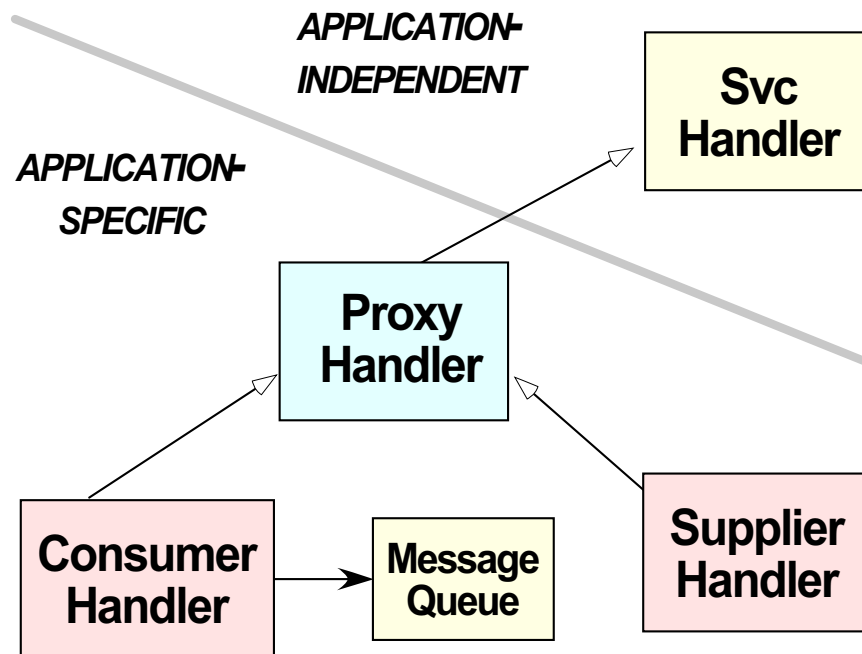 APPLICATION-
INDEPENDENT
Svc
Handler
APPLICATION-
SPECIFIC
Proxy
Handler
Consumer
Handler
Message
Queue
Supplier
Handler